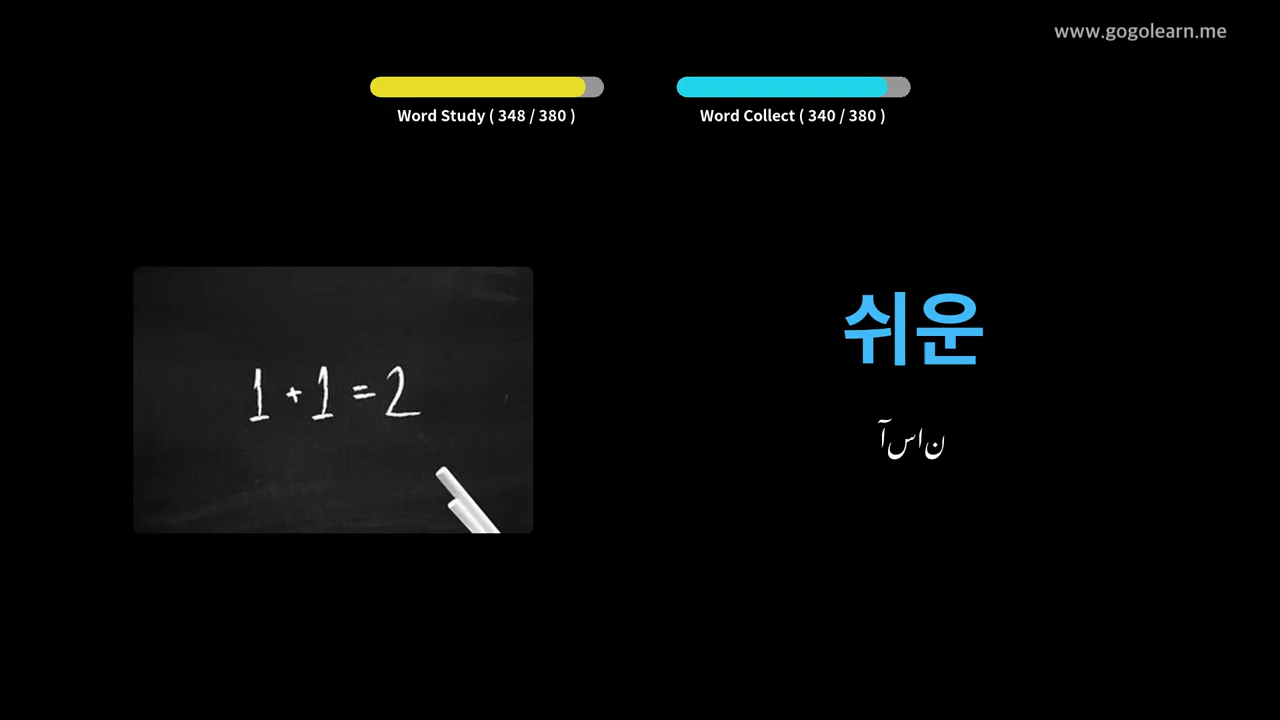 www.gogolearn.me
Word Study ( 348 / 380 )
Word Collect ( 340 / 380 )
1 + 1 = 2
쉬운
آسان